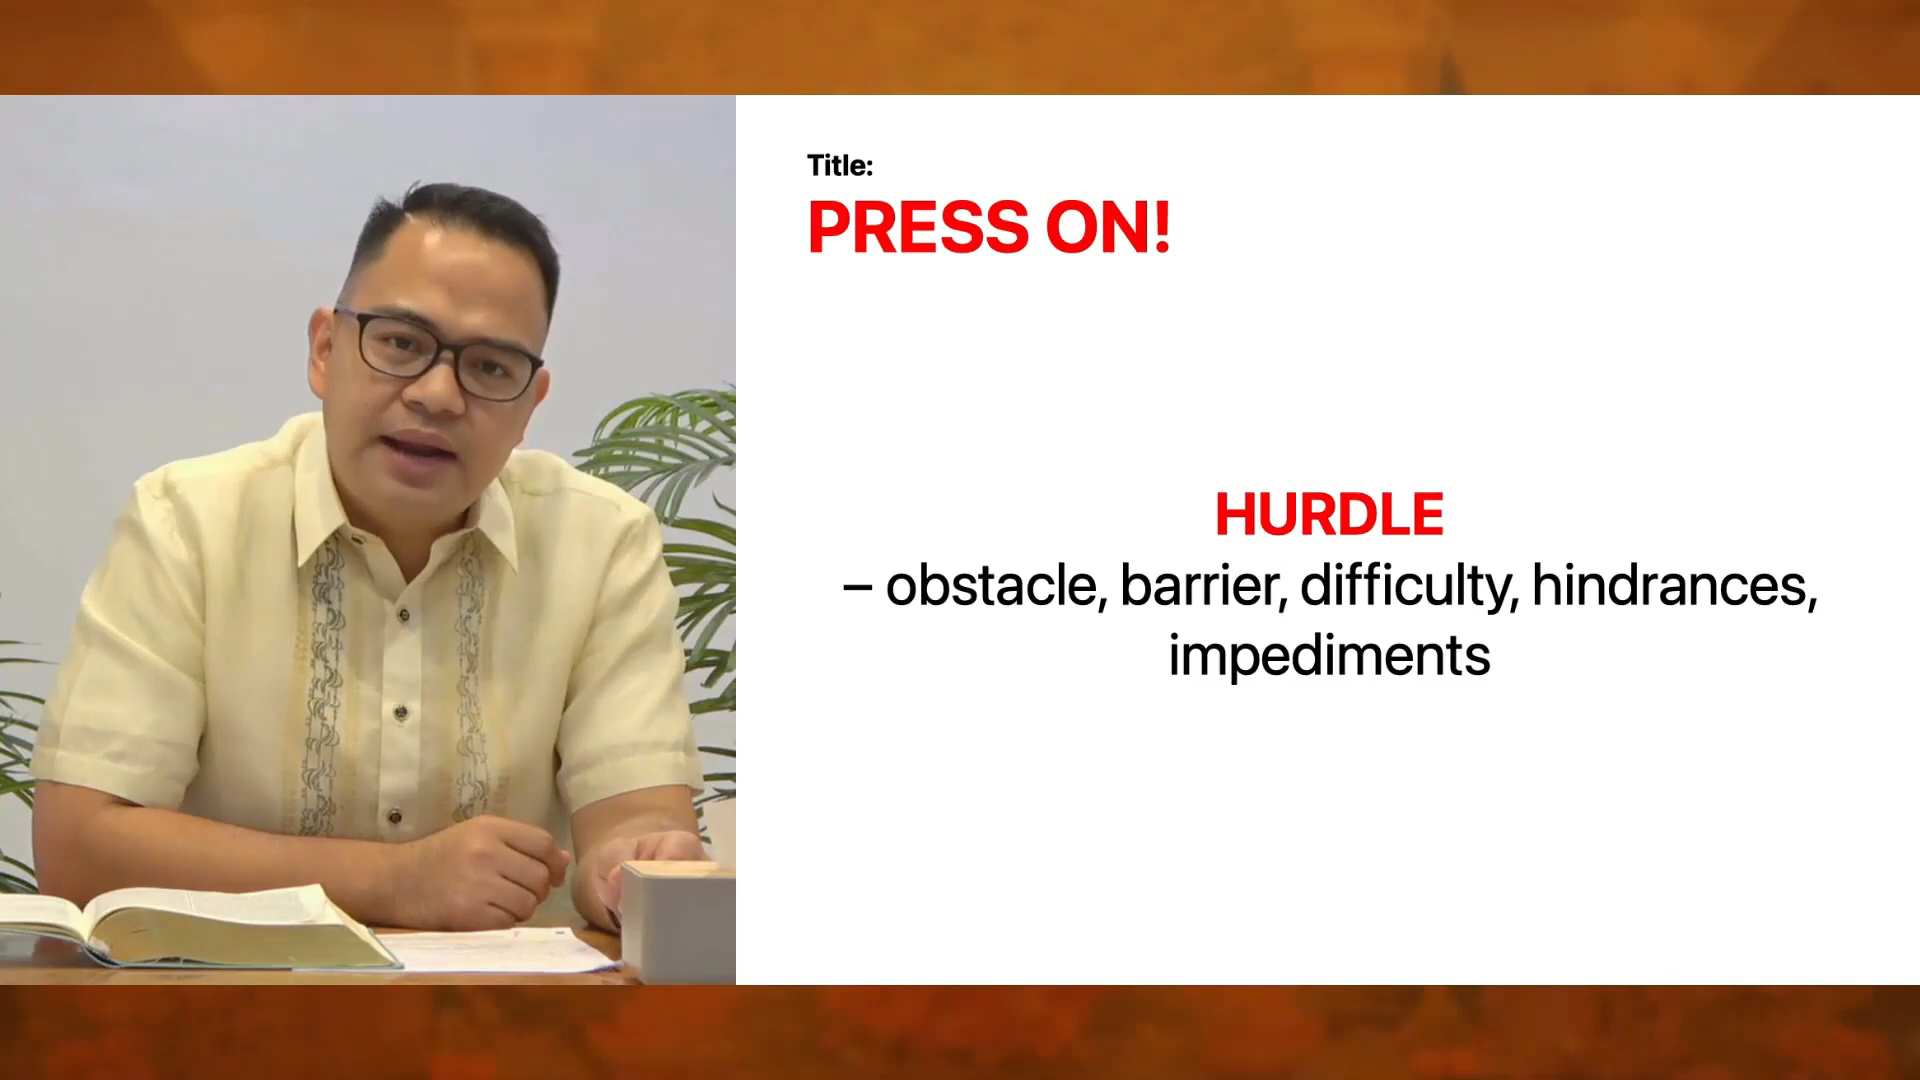 Title:
PRESS ON!
HURDLE
– obstacle, barrier, difficulty, hindrances,
impediments